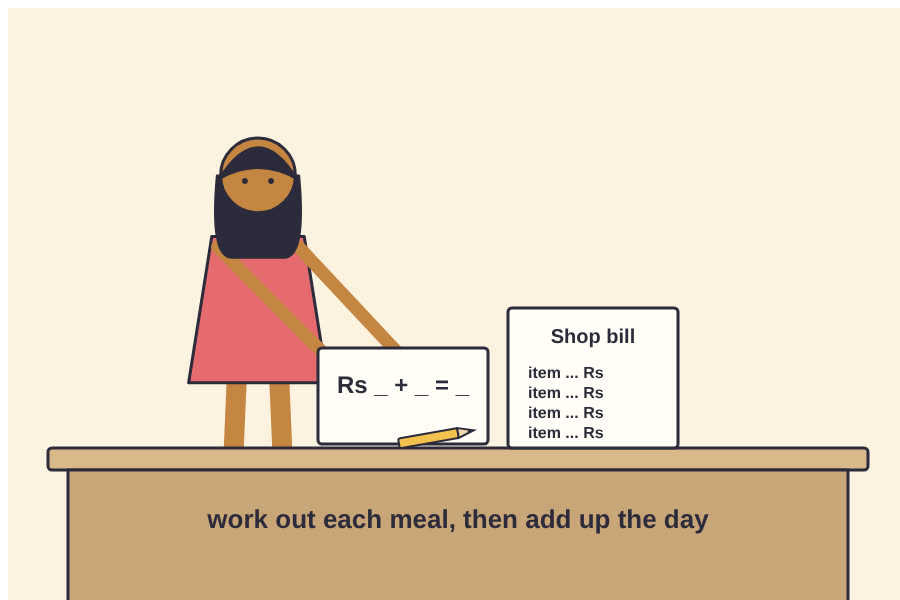 Rs _ + _ = _
Shop bill
item ... Rs
item ... Rs
item ... Rs
item ... Rs
work out each meal, then add up the day